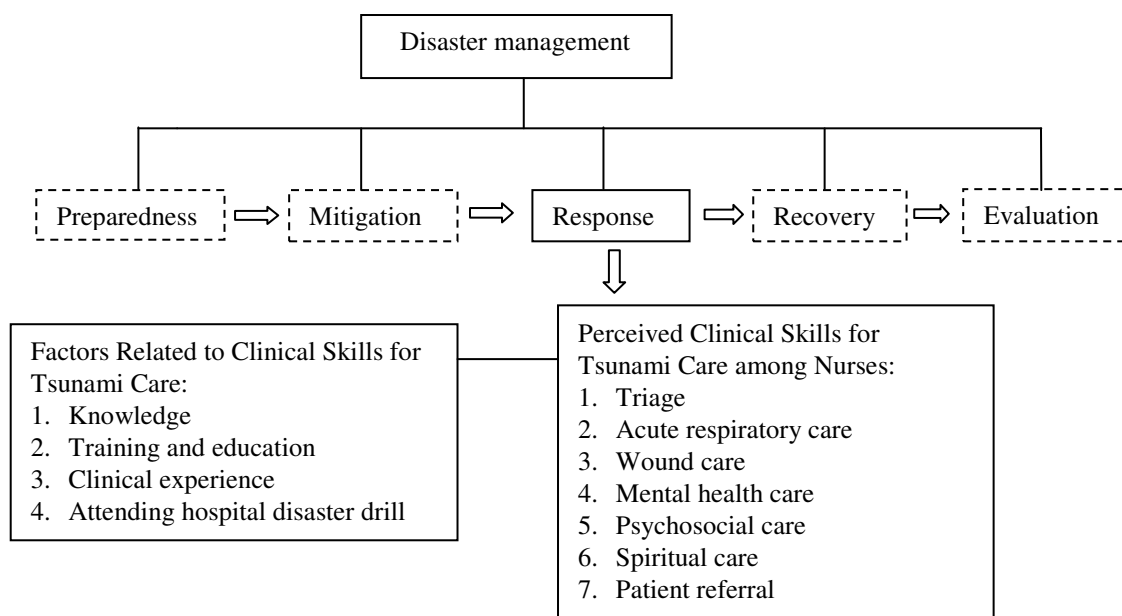 Disaster management
Preparedness
Mitigation
Response
Recovery
Evaluation
Factors Related to Clinical Skills for
Tsunami Care:
1. Knowledge
2. Training and education
3. Clinical experience
4. Attending hospital disaster drill
Perceived Clinical Skills for
Tsunami Care among Nurses:
1. Triage
2. Acute respiratory care
3. Wound care
4. Mental health care
5. Psychosocial care
6. Spiritual care
7. Patient referral